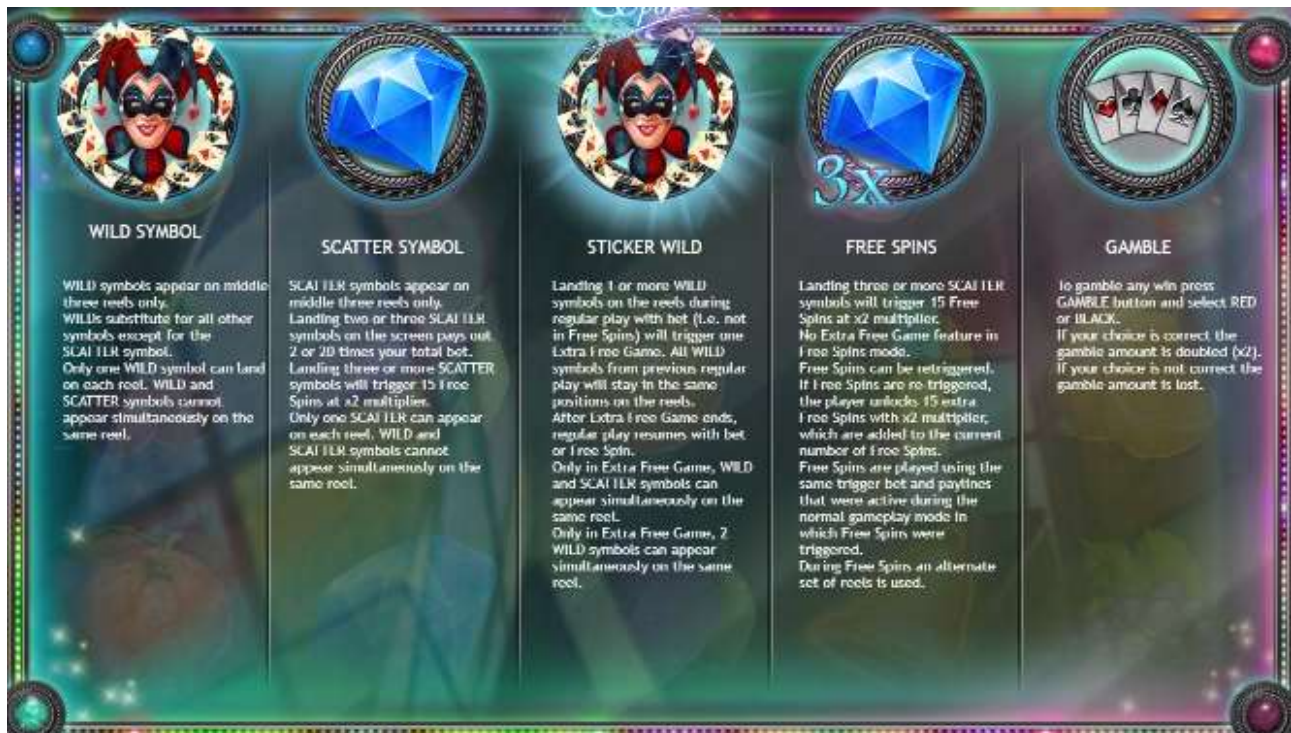 WILD SYMBOL
WILD symbols appear on middle
three reels only.
WILDs substitute for all other
symbols except for the
SCATTER symbol.
Only one WILD symbol can land
on each reel. WILD and
SCATTER symbols cannot
appear simultaneously on the
same reel.
SCATTER SYMBOL
SCATTER symbols appear on
middle three reels only.
Landing two or three SCATTER
symbols on the screen pays out
2 or 20 times your total bet.
Landing three or more SCATTER
symbols will trigger 15 Free
Spins at x2 multiplier.
Only one SCATTER can appear
on each reel. WILD and
SCATTER symbols cannot
appear simultaneously on the
same reel.
Spin
STICKER WILD
Landing 1 or more WILD
symbols on the reels during
regular play with bet (i.e. not
in Free Spins) will trigger one
Extra Free Game. All WILD
symbols from previous regular
play will stay in the same
positions on the reels.
After Extra Free Game ends,
regular play resumes with bet
or Free Spin.
Only in Extra Free Game, WILD
and SCATTER symbols can
appear simultaneously on the
same reel.
Only in Extra Free Game, 2
WILD symbols can appear
simultaneously on the same
reel.
3x
FREE SPINS
Landing three or more SCATTER
symbols will trigger 15 Free
Spins at x2 multiplier.
No Extra Free Game feature in
Free Spins mode.
Free Spins can be retriggered.
If Free Spins are re-triggered,
the player unlocks 15 extra
Free Spins with x2 multiplier,
which are added to the current
number of Free Spins.
Free Spins are played using the
same trigger bet and paylines
that were active during the
normal gameplay mode in
which Free Spins were
triggered.
During Free Spins an alternate
set of reels is used.
GAMBLE
To gamble any win press
GAMBLE button and select RED
or BLACK.
If your choice is correct the
gamble amount is doubled (x2).
If your choice is not correct the
gamble amount is lost.